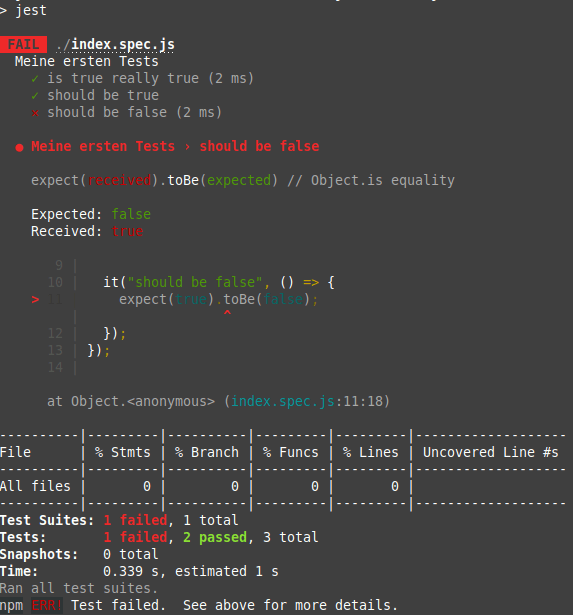 > jest
FAIL ./index.spec.js
Meine ersten Tests
✓ is true really true (2 ms)
✓ should be true
✕ should be false (2 ms)
● Meine ersten Tests › should be false
expect(received).toBe(expected) // Object.is equality
Expected: false
Received: true
9 |
10 | it("should be false", () => {
> 11 | expect(true).toBe(false);
| ^
12 | });
13 | });
14 |
at Object.<anonymous> (index.spec.js:11:18)
----------|---------|----------|---------|---------|-------------------
File | % Stmts | % Branch | % Funcs | % Lines | Uncovered Line #s
----------|---------|----------|---------|---------|-------------------
All files | 0 | 0 | 0 | 0 |
----------|---------|----------|---------|---------|-------------------
Test Suites: 1 failed, 1 total
Tests: 1 failed, 2 passed, 3 total
Snapshots: 0 total
Time: 0.339 s, estimated 1 s
Ran all test suites.
npm ERR! Test failed. See above for more details.